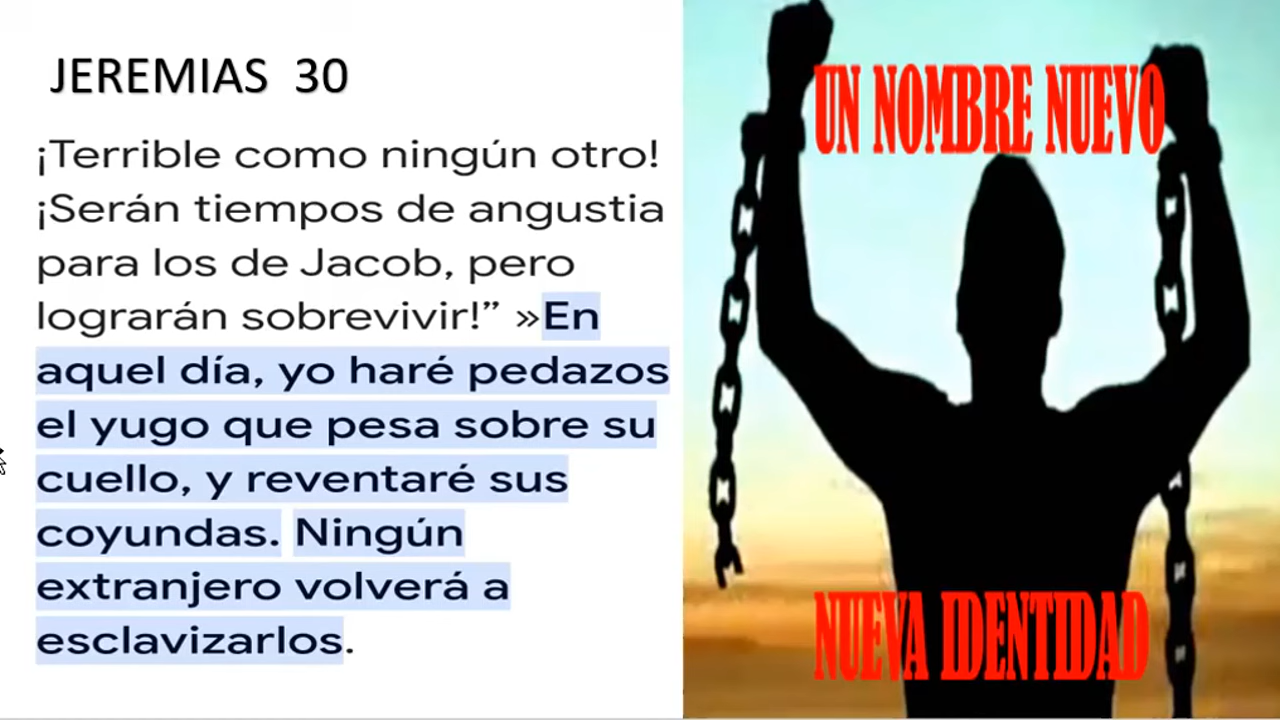 JEREMIAS 30
¡Terrible como ningún otro!
¡Serán tiempos de angustia
para los de Jacob, pero
lograrán sobrevivir!” »En
aquel día, yo haré pedazos
el yugo que pesa sobre su
cuello, y reventaré sus
coyundas. Ningún
extranjero volverá a
esclavizarlos.
UN NOMBRE NUEVO
NUEVA IDENTIDAD